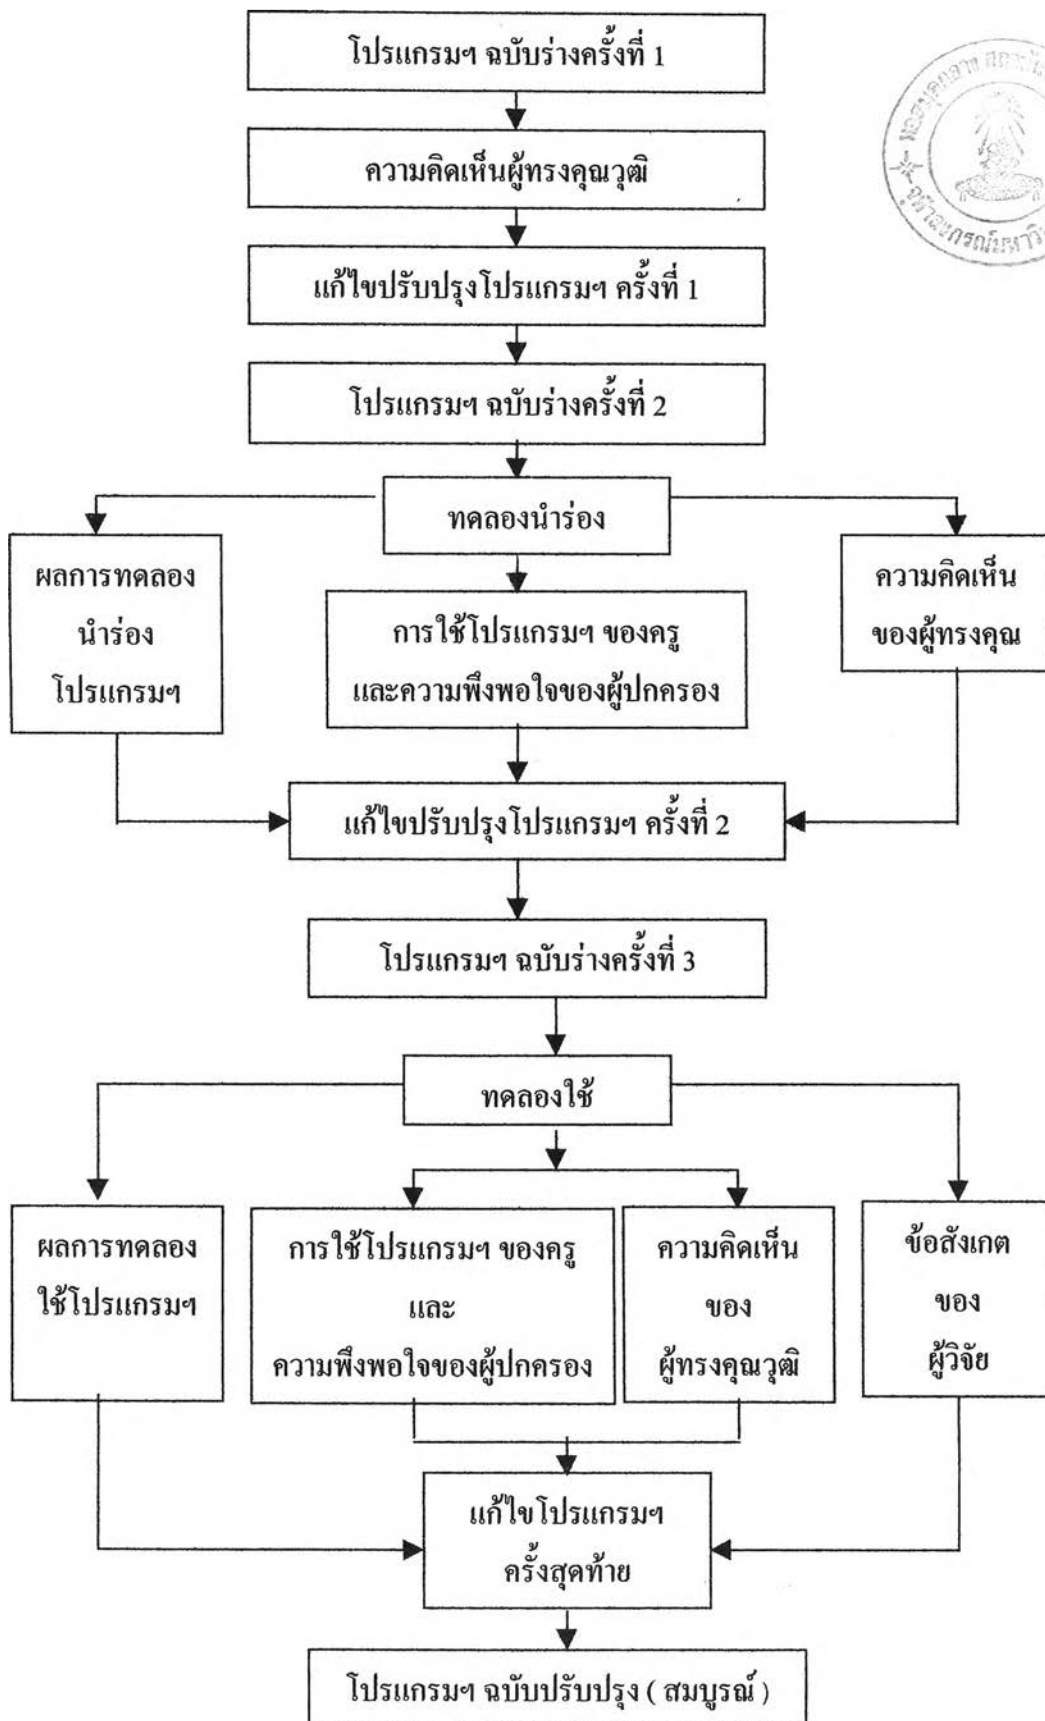 โปรแกรมฯ ฉบับร่างครั้งที่ 1
ความคิดเห็นผู้ทรงคุณวุฒิ
แก้ไขปรับปรุงโปรแกรมฯ ครั้งที่ 1
โปรแกรมฯ ฉบับร่างครั้งที่ 2
ทดลองนำร่อง
ผลการทดลอง
นำร่อง
โปรแกรมฯ
การใช้โปรแกรมฯ ของครู
และความพึงพอใจของผู้ปกครอง
ความคิดเห็น
ของผู้ทรงคุณ
แก้ไขปรับปรุงโปรแกรมฯ ครั้งที่ 2
โปรแกรมฯ ฉบับร่างครั้งที่ 3
ทดลองใช้
ผลการทดลอง
ใช้โปรแกรมฯ
การใช้โปรแกรมฯ ของครู
และ
ความพึงพอใจของผู้ปกครอง
ความคิดเห็น
ของ
ผู้ทรงคุณวุฒิ
ข้อสังเกต
ของ
ผู้วิจัย
แก้ไขโปรแกรมฯ
ครั้งสุดท้าย
โปรแกรมฯ ฉบับปรับปรุง ( สมบูรณ์ )